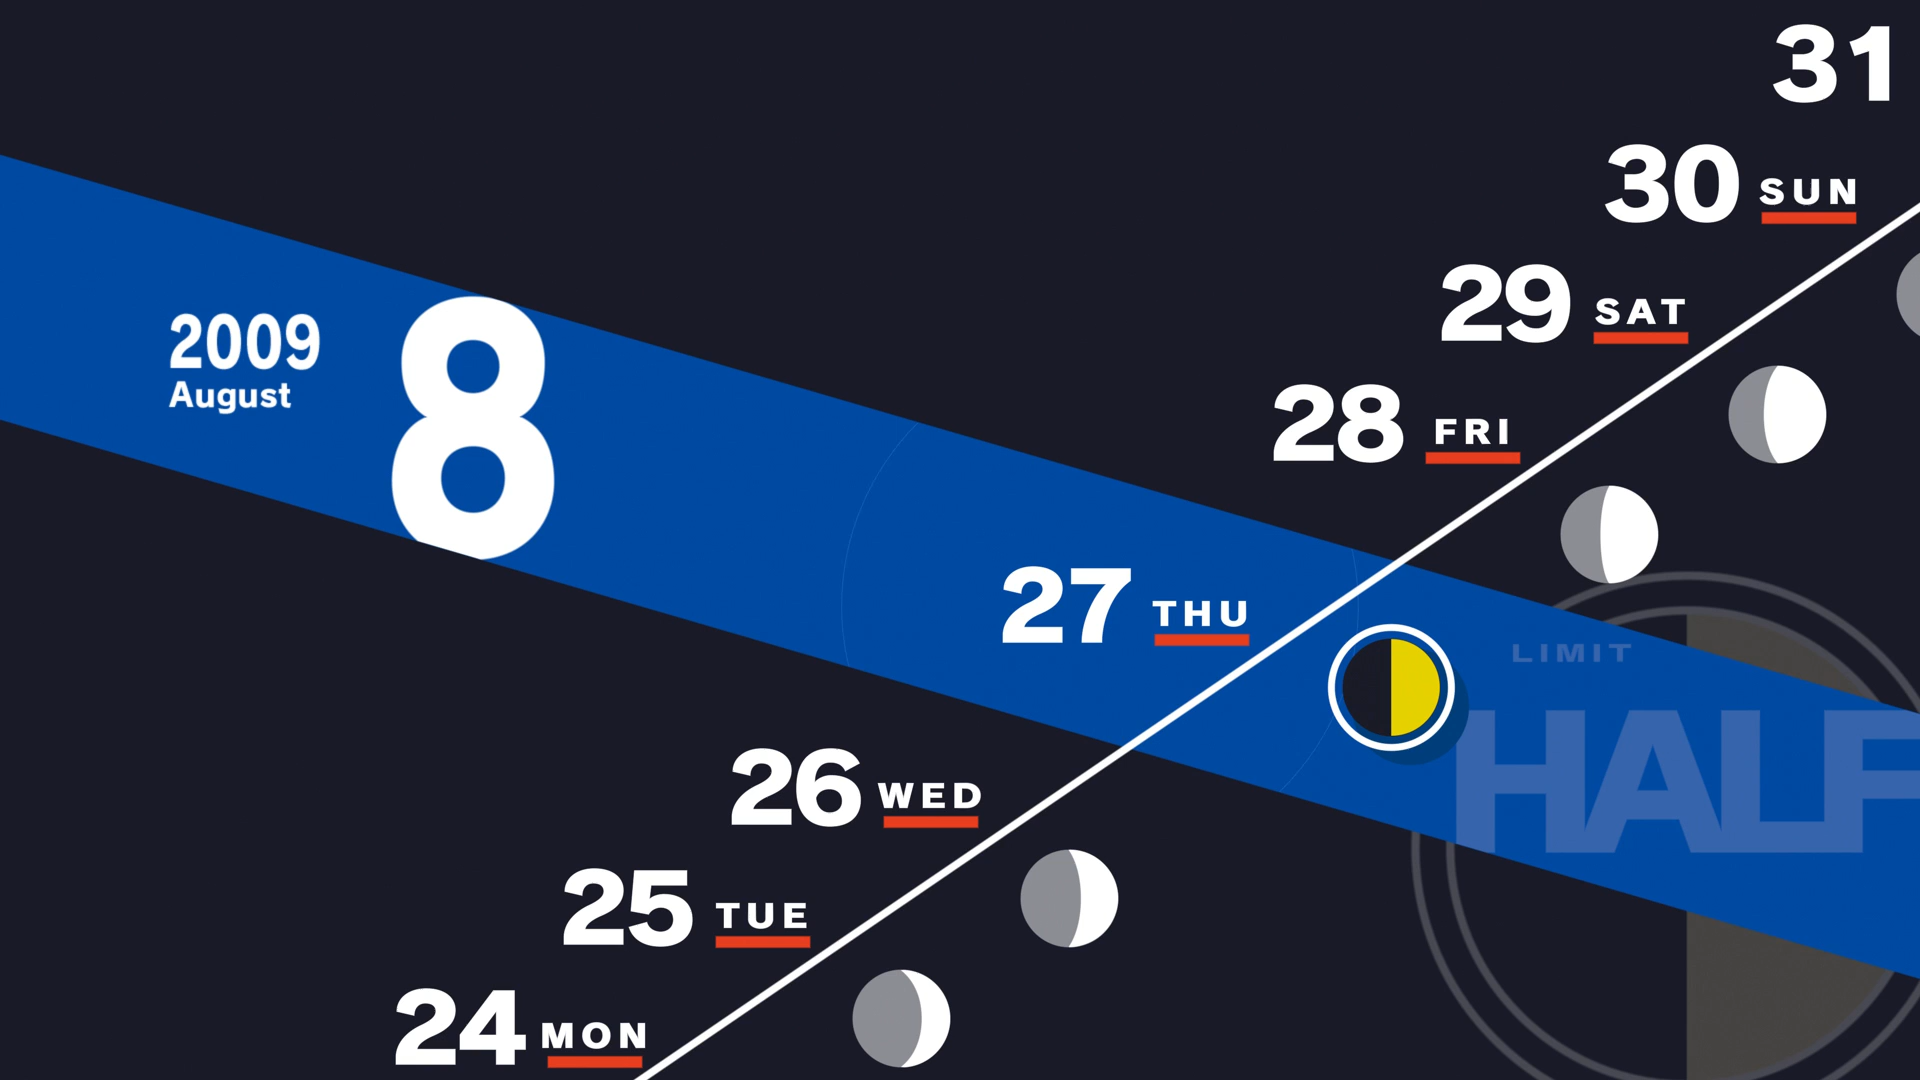 31
30 SUN
29 SAT
28 FRI
2009
August
8
27 THU
LIMIT
HALF
26 WED
25 TUE
24 MON